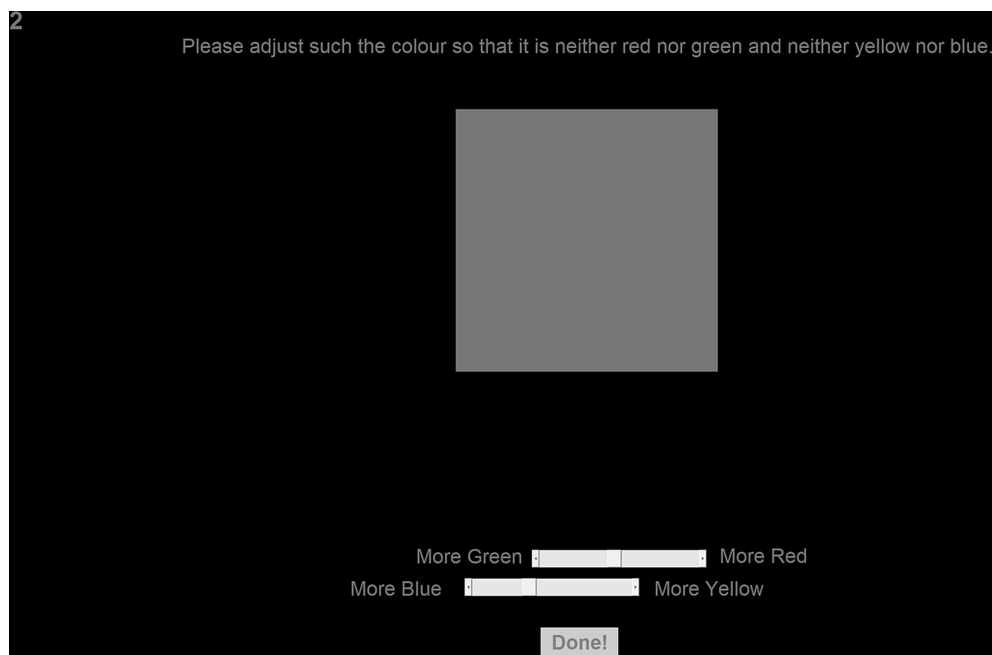 2
Please adjust such the colour so that it is neither red nor green and neither yellow nor blue.
More Green More Red
More Blue More Yellow
Done!